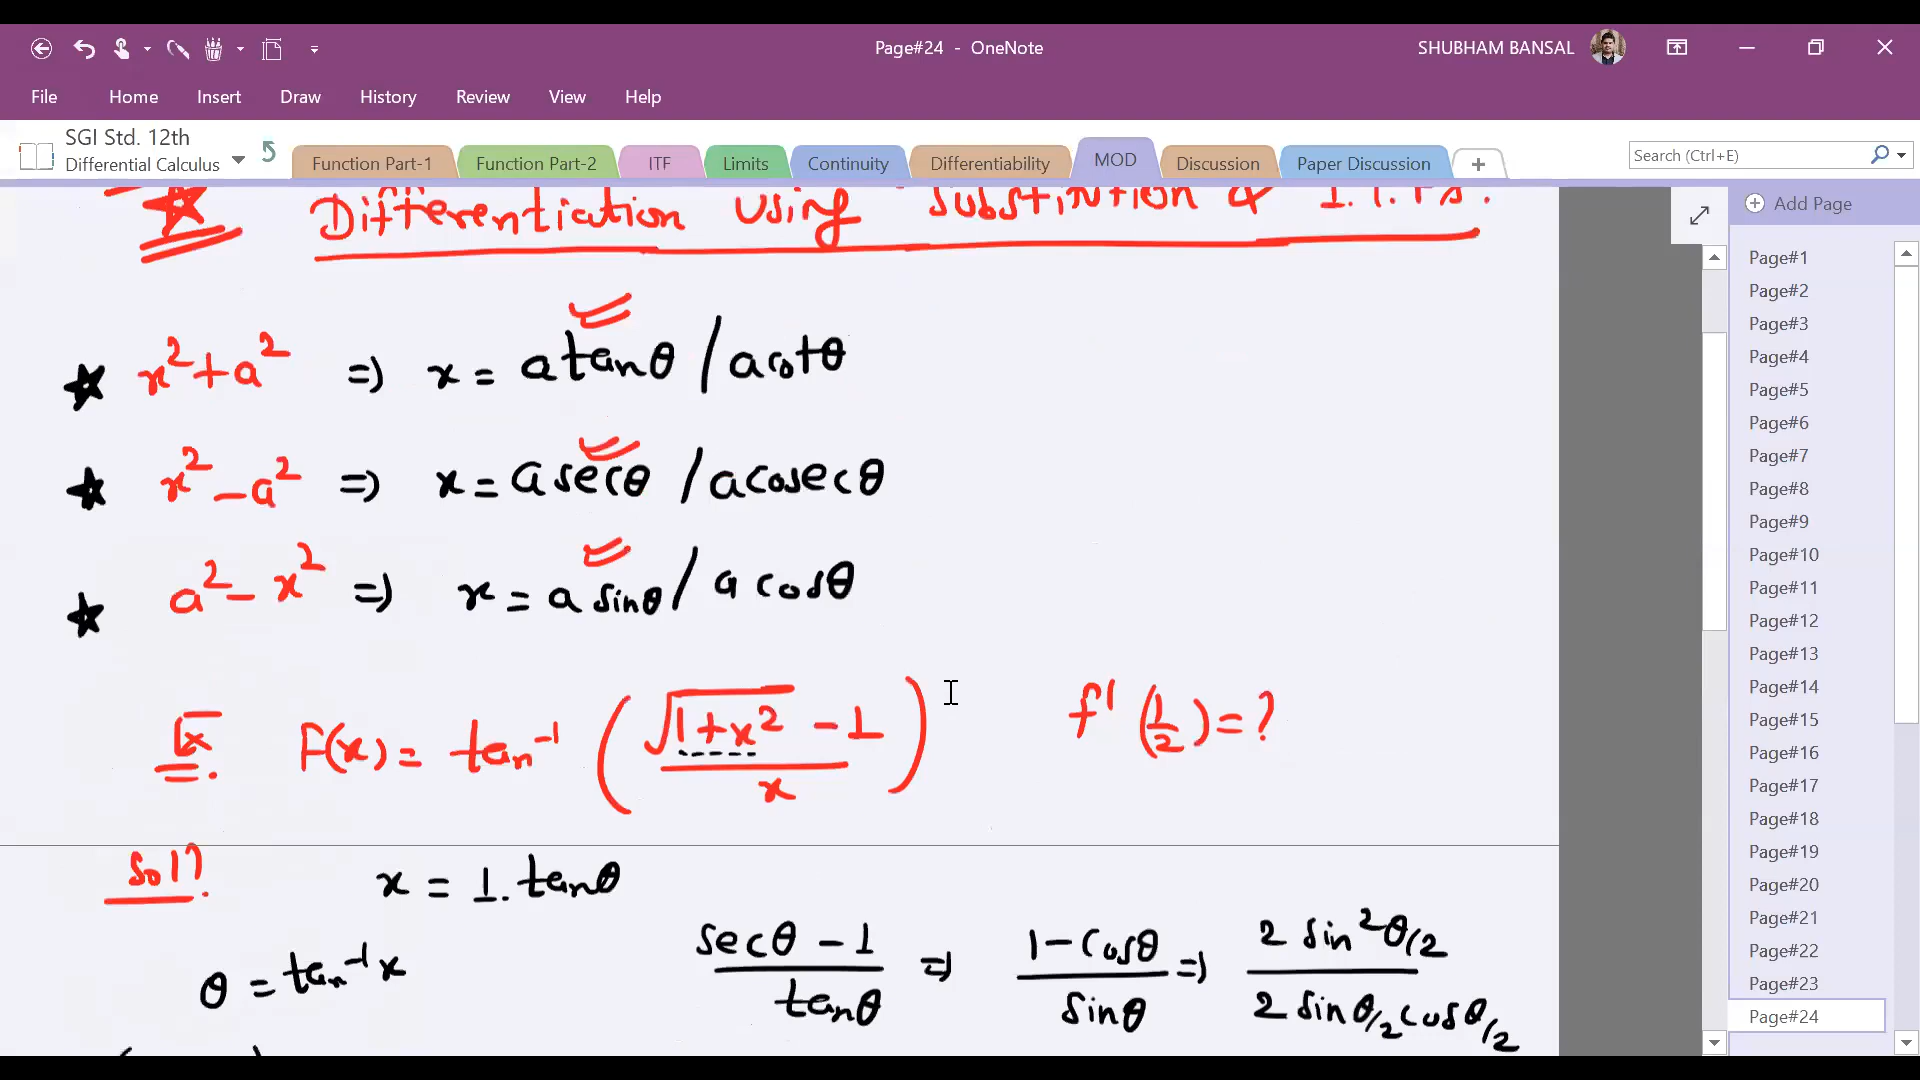 Page#24 - OneNote
SHUBHAM BANSAL
File Home Insert Draw History Review View Help
SGI Std. 12th
Differential Calculus
Function Part-1 Function Part-2 ITF Limits Continuity Differentiability MOD Discussion Paper Discussion +
Search (Ctrl+E)
Differentiation using substitution &
x² + a² ⇒ x = a tanθ / a cotθ
x² - a² ⇒ x = a secθ / a cosecθ
a² - x² ⇒ x = a sinθ / a cosθ
Ex. F(x) = tan⁻¹ ( (√(1+x²) - 1) / x ) f'(1/2) = ?
Solⁿ. x = 1. tanθ
θ = tan⁻¹x
(secθ - 1) / tanθ ⇒ (1 - cosθ) / sinθ ⇒ (2 sin²θ/2) / (2 sinθ/2 cosθ/2)
Add Page
Page#1
Page#2
Page#3
Page#4
Page#5
Page#6
Page#7
Page#8
Page#9
Page#10
Page#11
Page#12
Page#13
Page#14
Page#15
Page#16
Page#17
Page#18
Page#19
Page#20
Page#21
Page#22
Page#23
Page#24